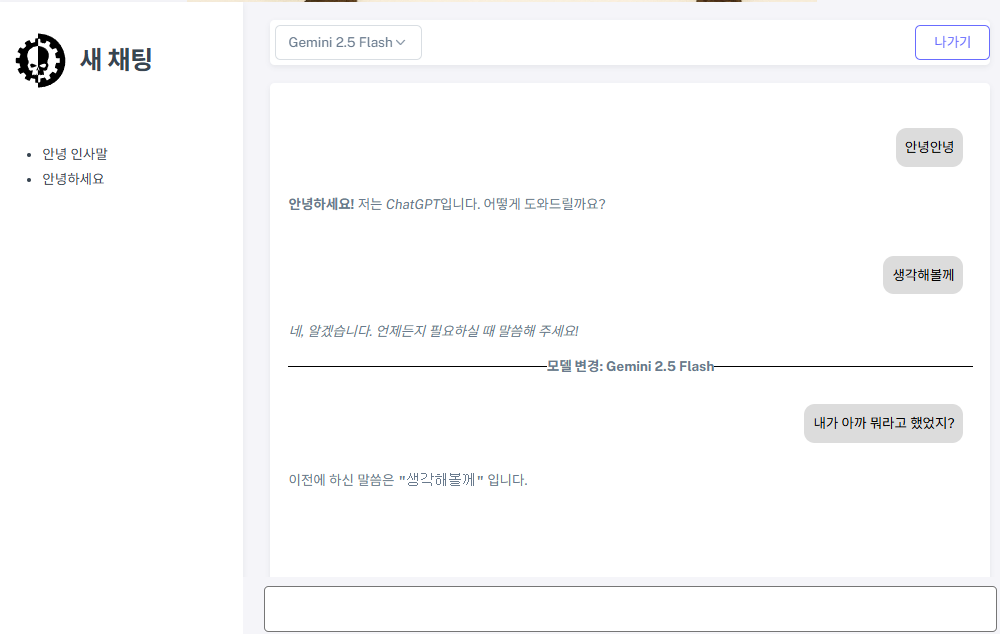 새 채팅
안녕 인사말
안녕하세요
Gemini 2.5 Flash
나가기
안녕안녕
안녕하세요! 저는 ChatGPT입니다. 어떻게 도와드릴까요?
생각해볼께
네, 알겠습니다. 언제든지 필요하실 때 말씀해 주세요!
모델 변경: Gemini 2.5 Flash
내가 아까 뭐라고 했었지?
이전에 하신 말씀은 "생각해볼께" 입니다.